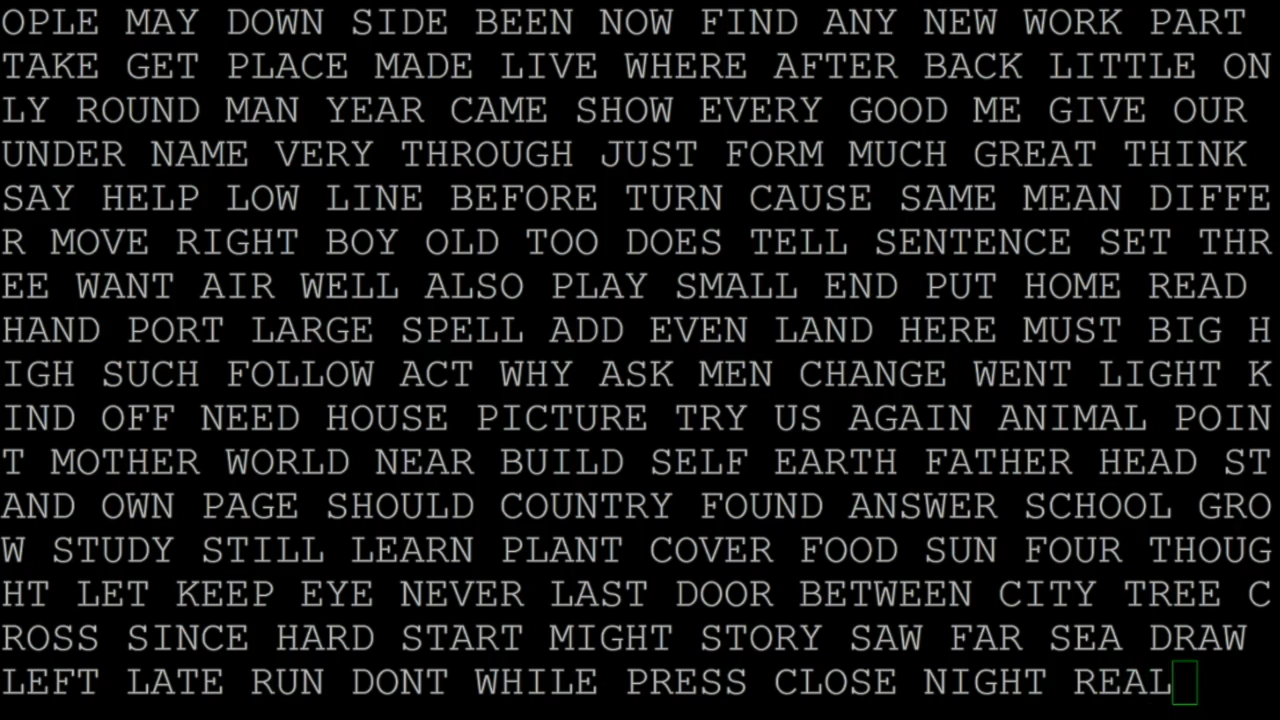 OPLE MAY DOWN SIDE BEEN NOW FIND ANY NEW WORK PART
TAKE GET PLACE MADE LIVE WHERE AFTER BACK LITTLE ON
LY ROUND MAN YEAR CAME SHOW EVERY GOOD ME GIVE OUR
UNDER NAME VERY THROUGH JUST FORM MUCH GREAT THINK
SAY HELP LOW LINE BEFORE TURN CAUSE SAME MEAN DIFFE
R MOVE RIGHT BOY OLD TOO DOES TELL SENTENCE SET THR
EE WANT AIR WELL ALSO PLAY SMALL END PUT HOME READ
HAND PORT LARGE SPELL ADD EVEN LAND HERE MUST BIG H
IGH SUCH FOLLOW ACT WHY ASK MEN CHANGE WENT LIGHT K
IND OFF NEED HOUSE PICTURE TRY US AGAIN ANIMAL POIN
T MOTHER WORLD NEAR BUILD SELF EARTH FATHER HEAD ST
AND OWN PAGE SHOULD COUNTRY FOUND ANSWER SCHOOL GRO
W STUDY STILL LEARN PLANT COVER FOOD SUN FOUR THOUG
HT LET KEEP EYE NEVER LAST DOOR BETWEEN CITY TREE C
ROSS SINCE HARD START MIGHT STORY SAW FAR SEA DRAW
LEFT LATE RUN DONT WHILE PRESS CLOSE NIGHT REAL